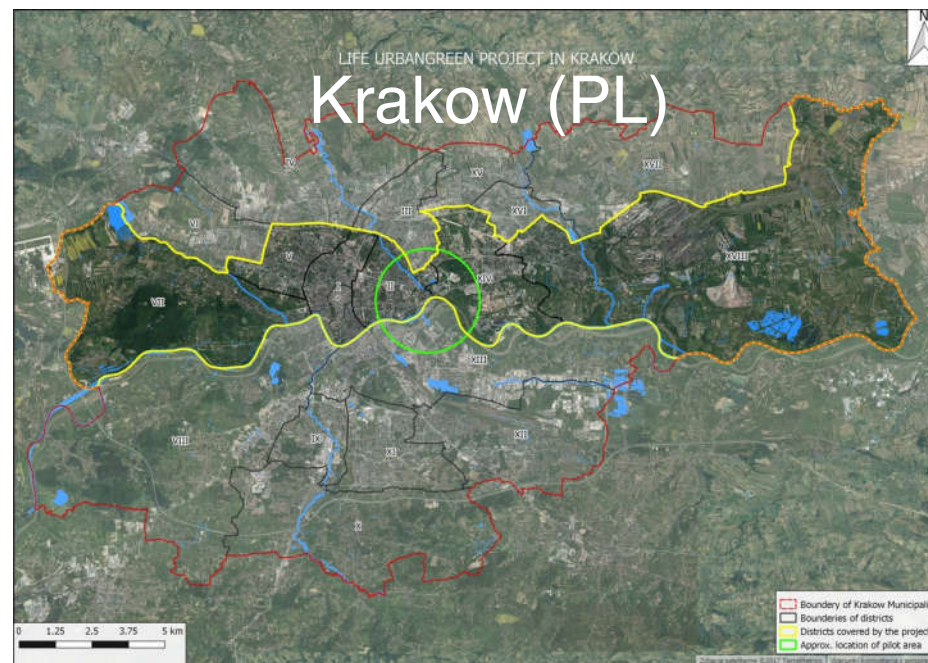 N
LIFE URBANGREEN PROJECT IN KRAKOW
Krakow (PL)
IV
XV
XVII
VI
III
XVI
V
XVIII
I
II
XIV
VII
XIII
VIII
IX
XI
XII
X
0 1.25 2.5 3.75 5 km
Boundery of Krakow Municipali
Bounderies of districts
Districts covered by the project
Approx. location of pilot area